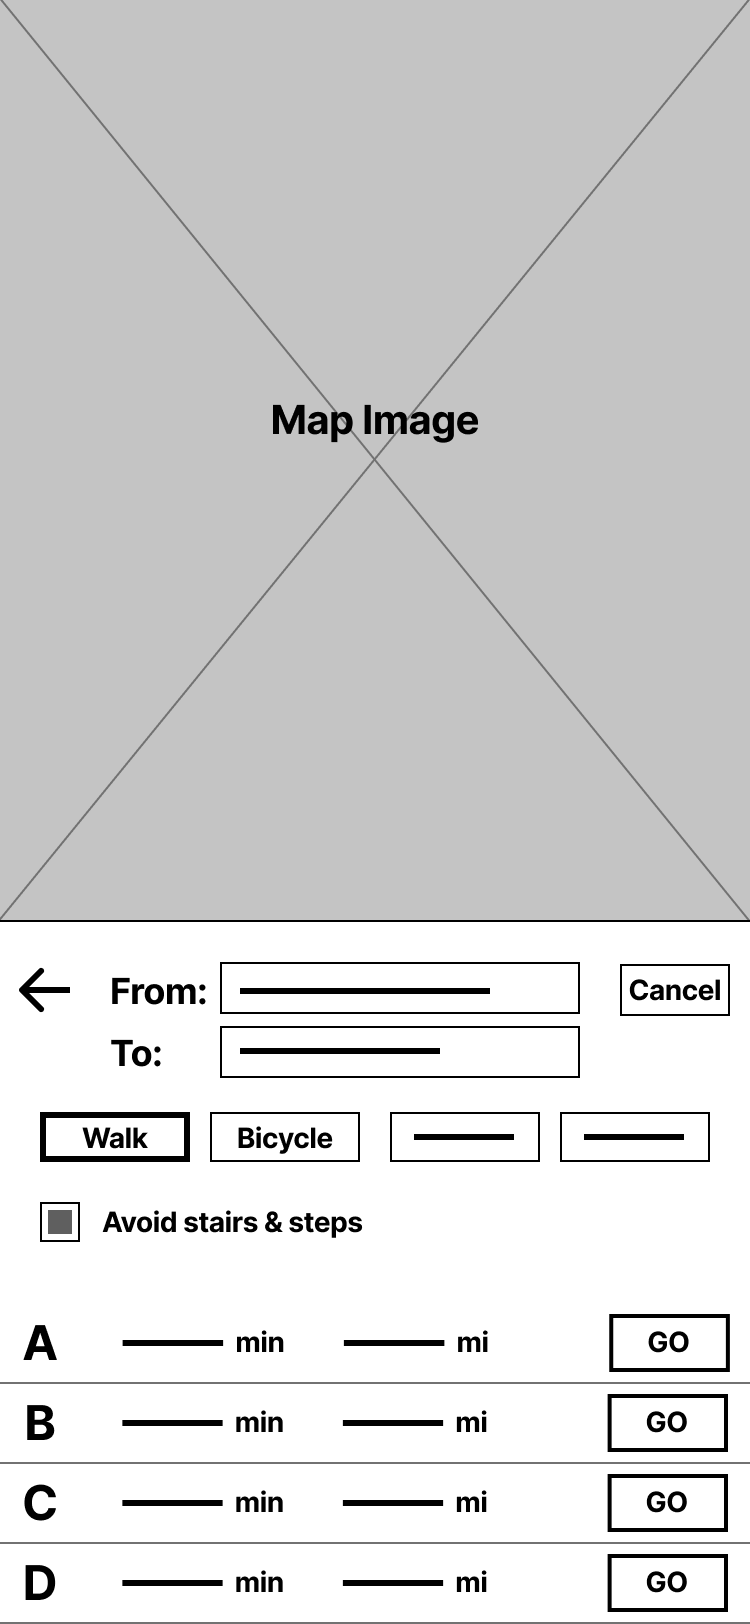 Map Image
From:
Cancel
To:
Walk
Bicycle
Avoid stairs & steps
A min mi GO
B min mi GO
C min mi GO
D min mi GO